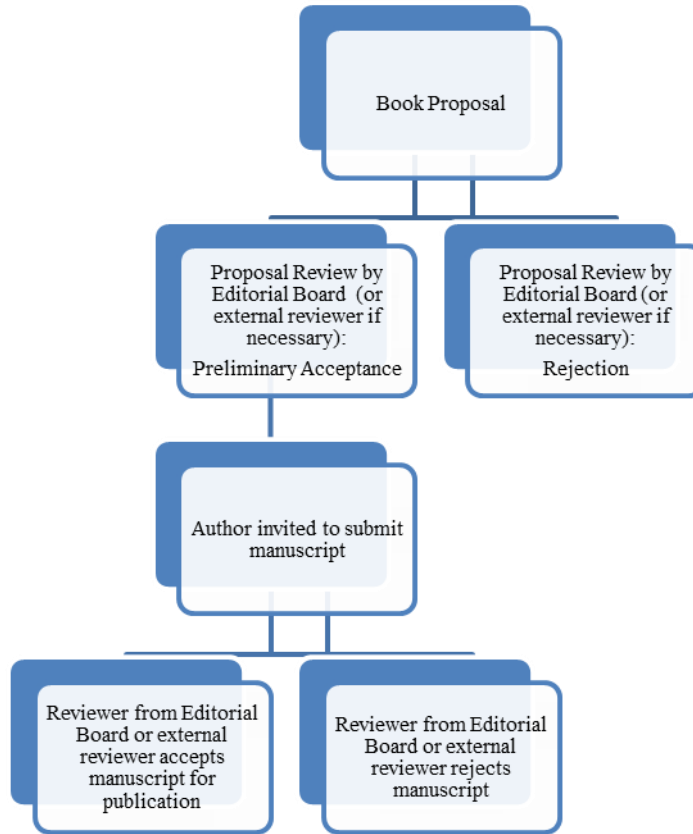 Book Proposal
Proposal Review by
Editorial Board  (or
external reviewer if
necessary):
Preliminary Acceptance
Proposal Review by
Editorial Board (or
external reviewer if
necessary):
Rejection
Author invited to submit
manuscript
Reviewer from Editorial
Board or external
reviewer accepts
manuscript for
publication
Reviewer from Editorial
Board or external
reviewer rejects
manuscript